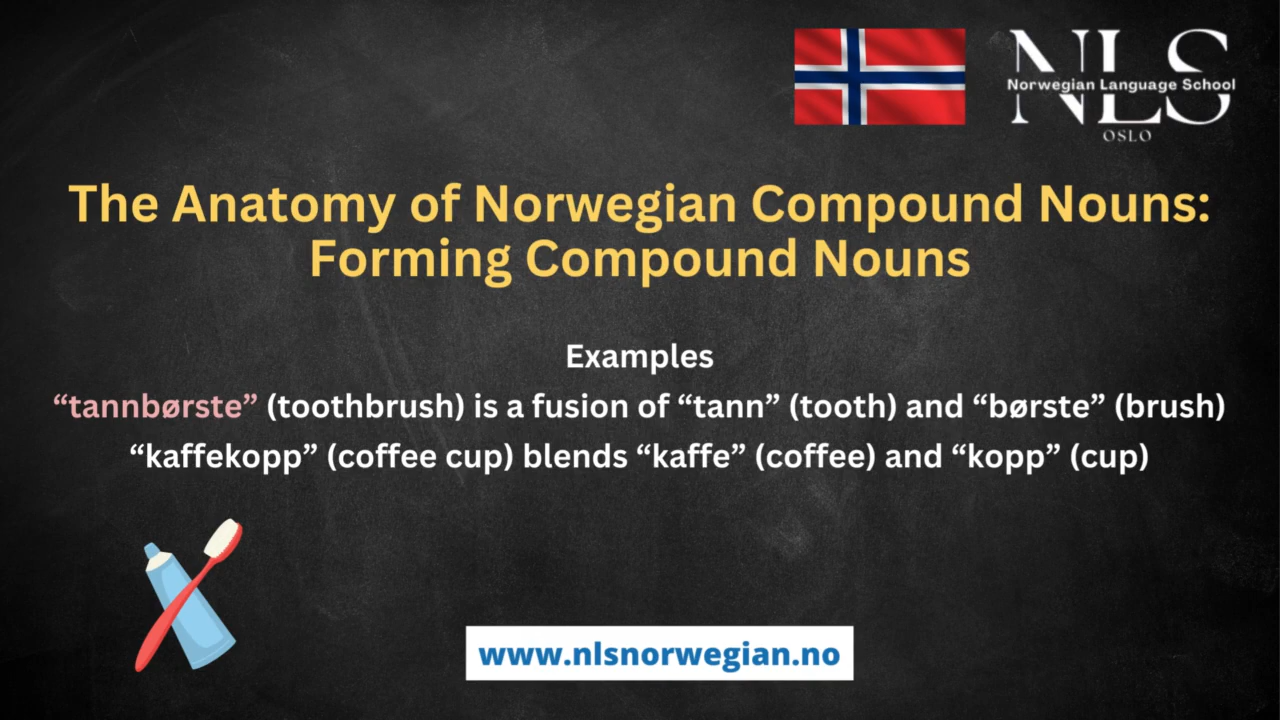 NLS
Norwegian Language School
OSLO
The Anatomy of Norwegian Compound Nouns:
Forming Compound Nouns
Examples
“tannbørste” (toothbrush) is a fusion of “tann” (tooth) and “børste” (brush)
“kaffekopp” (coffee cup) blends “kaffe” (coffee) and “kopp” (cup)
www.nlsnorwegian.no